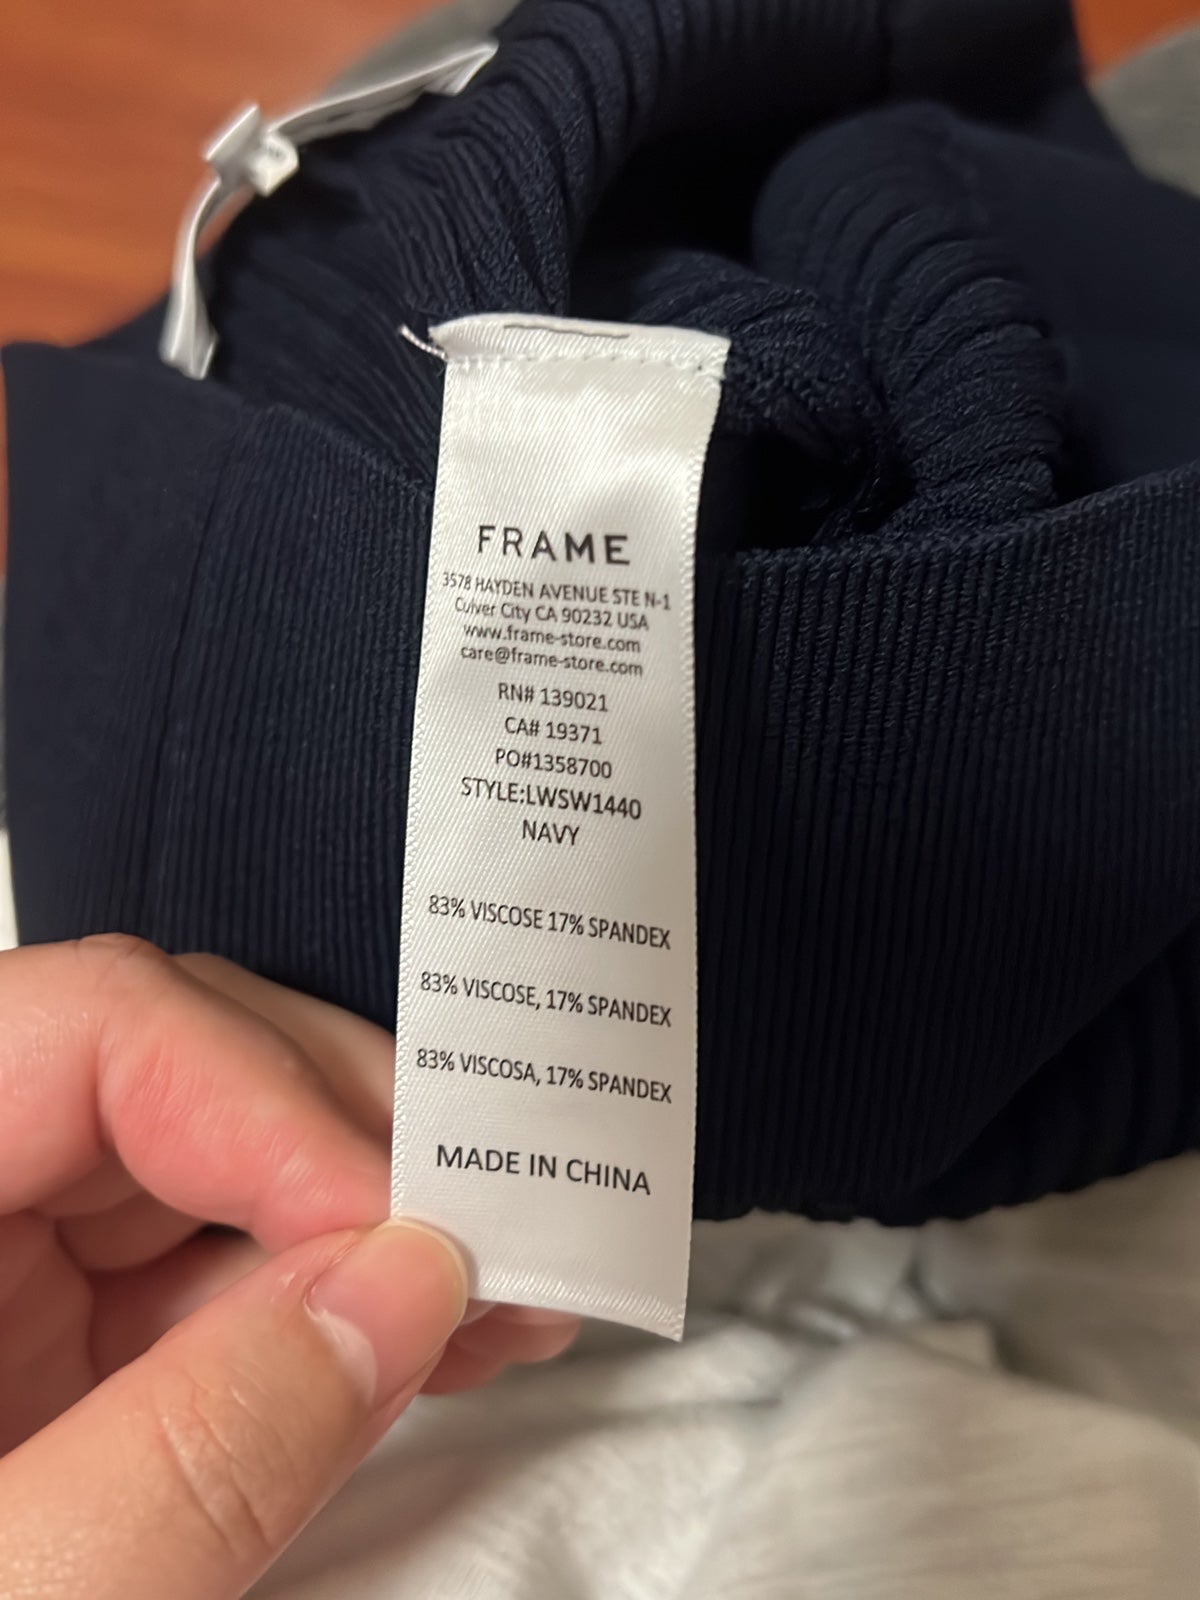 FRAME
3578 HAYDEN AVENUE STE N-1
Culver City CA 90232 USA
www.frame-store.com
care@frame-store.com
RN# 139021
CA# 19371
PO#1358700
STYLE:LWSW1440
NAVY
83% VISCOSE 17% SPANDEX
83% VISCOSE, 17% SPANDEX
83% VISCOSA, 17% SPANDEX
MADE IN CHINA